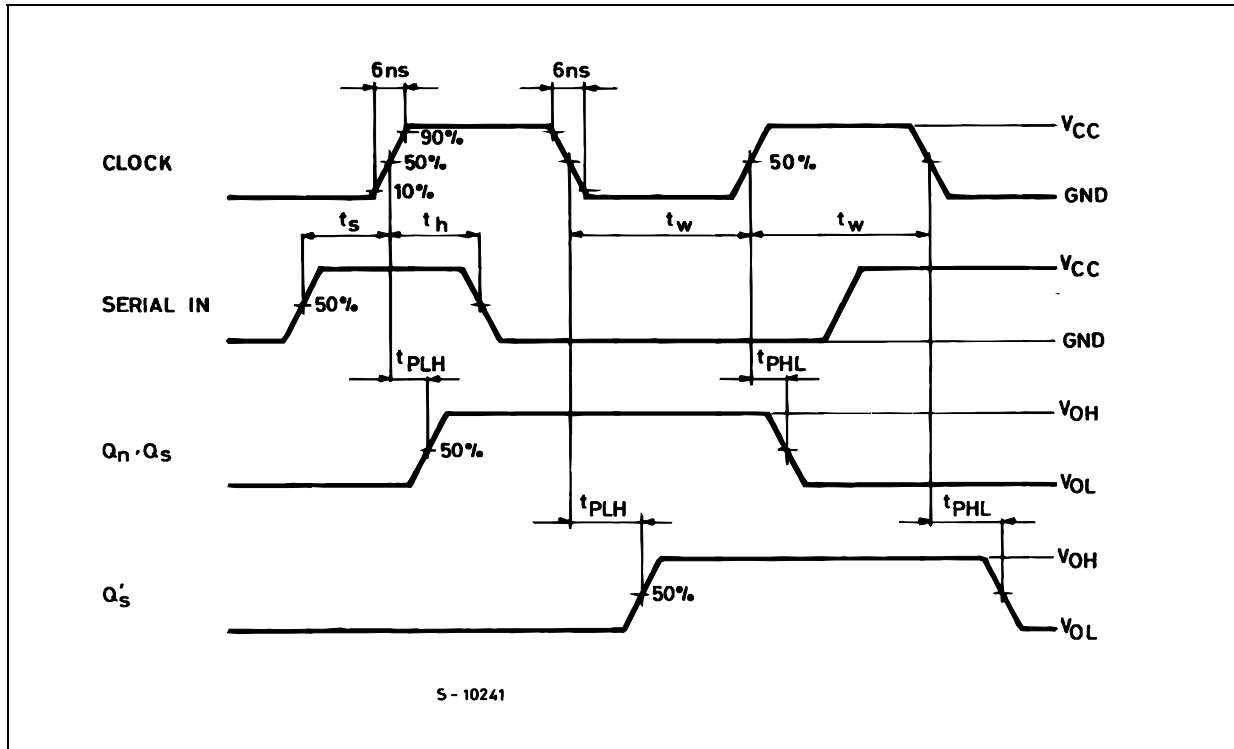 6ns 6ns
CLOCK
90%
50%
10%
50%
VCC
GND
ts th tw tw
SERIAL IN
50%
VCC
GND
tPLH tPHL
Qn, Qs
50%
VOH
VOL
tPLH tPHL
Q's
50%
VOH
VOL
S-10241